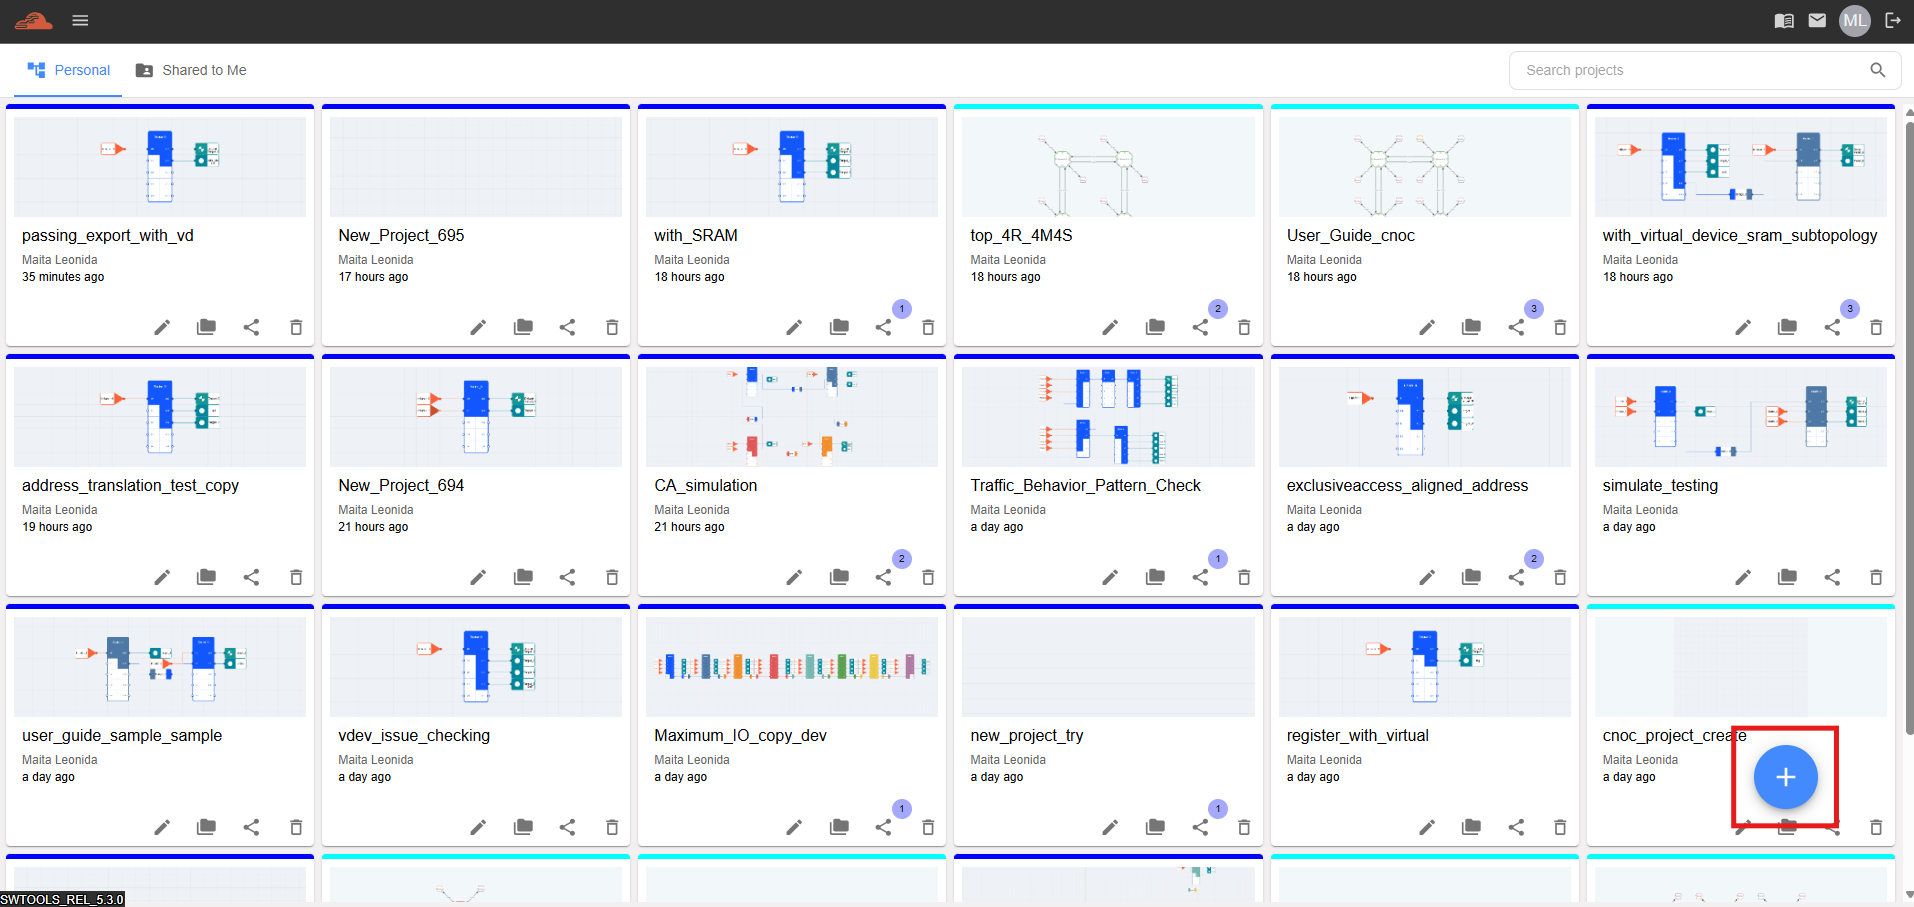 ML
Personal
Shared to Me
Search projects
passing_export_with_vd
Maita Leonida
35 minutes ago
New_Project_695
Maita Leonida
17 hours ago
with_SRAM
Maita Leonida
18 hours ago
1
top_4R_4M4S
Maita Leonida
18 hours ago
2
User_Guide_cnoc
Maita Leonida
18 hours ago
3
with_virtual_device_sram_subtopology
Maita Leonida
18 hours ago
3
address_translation_test_copy
Maita Leonida
19 hours ago
New_Project_694
Maita Leonida
21 hours ago
CA_simulation
Maita Leonida
21 hours ago
2
Traffic_Behavior_Pattern_Check
Maita Leonida
a day ago
1
exclusiveaccess_aligned_address
Maita Leonida
a day ago
2
simulate_testing
Maita Leonida
a day ago
user_guide_sample_sample
Maita Leonida
a day ago
vdev_issue_checking
Maita Leonida
a day ago
Maximum_IO_copy_dev
Maita Leonida
a day ago
1
new_project_try
Maita Leonida
a day ago
1
register_with_virtual
Maita Leonida
a day ago
cnoc_project_create
Maita Leonida
a day ago
SWTOOLS_REL_5.3.0